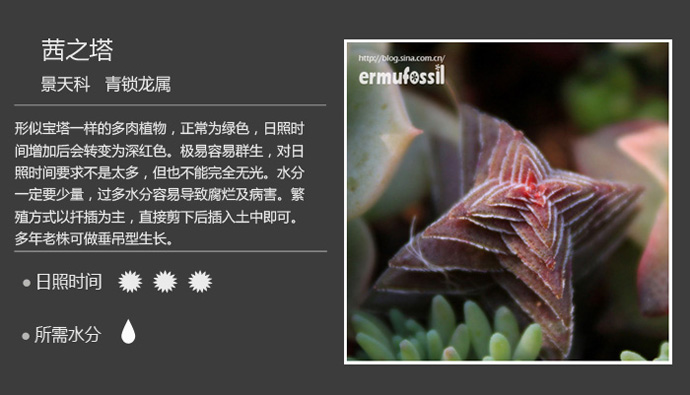 茜之塔
景天科 青锁龙属
形似宝塔一样的多肉植物，正常为绿色，日照时
间增加后会转变为深红色。极易容易群生，对日
照时间要求不是太多，但也不能完全无光。水分
一定要少量，过多水分容易导致腐烂及病害。繁
殖方式以扦插为主，直接剪下后插入土中即可。
多年老株可做垂吊型生长。
日照时间
所需水分
http://blog.sina.com.cn/
ermufossil